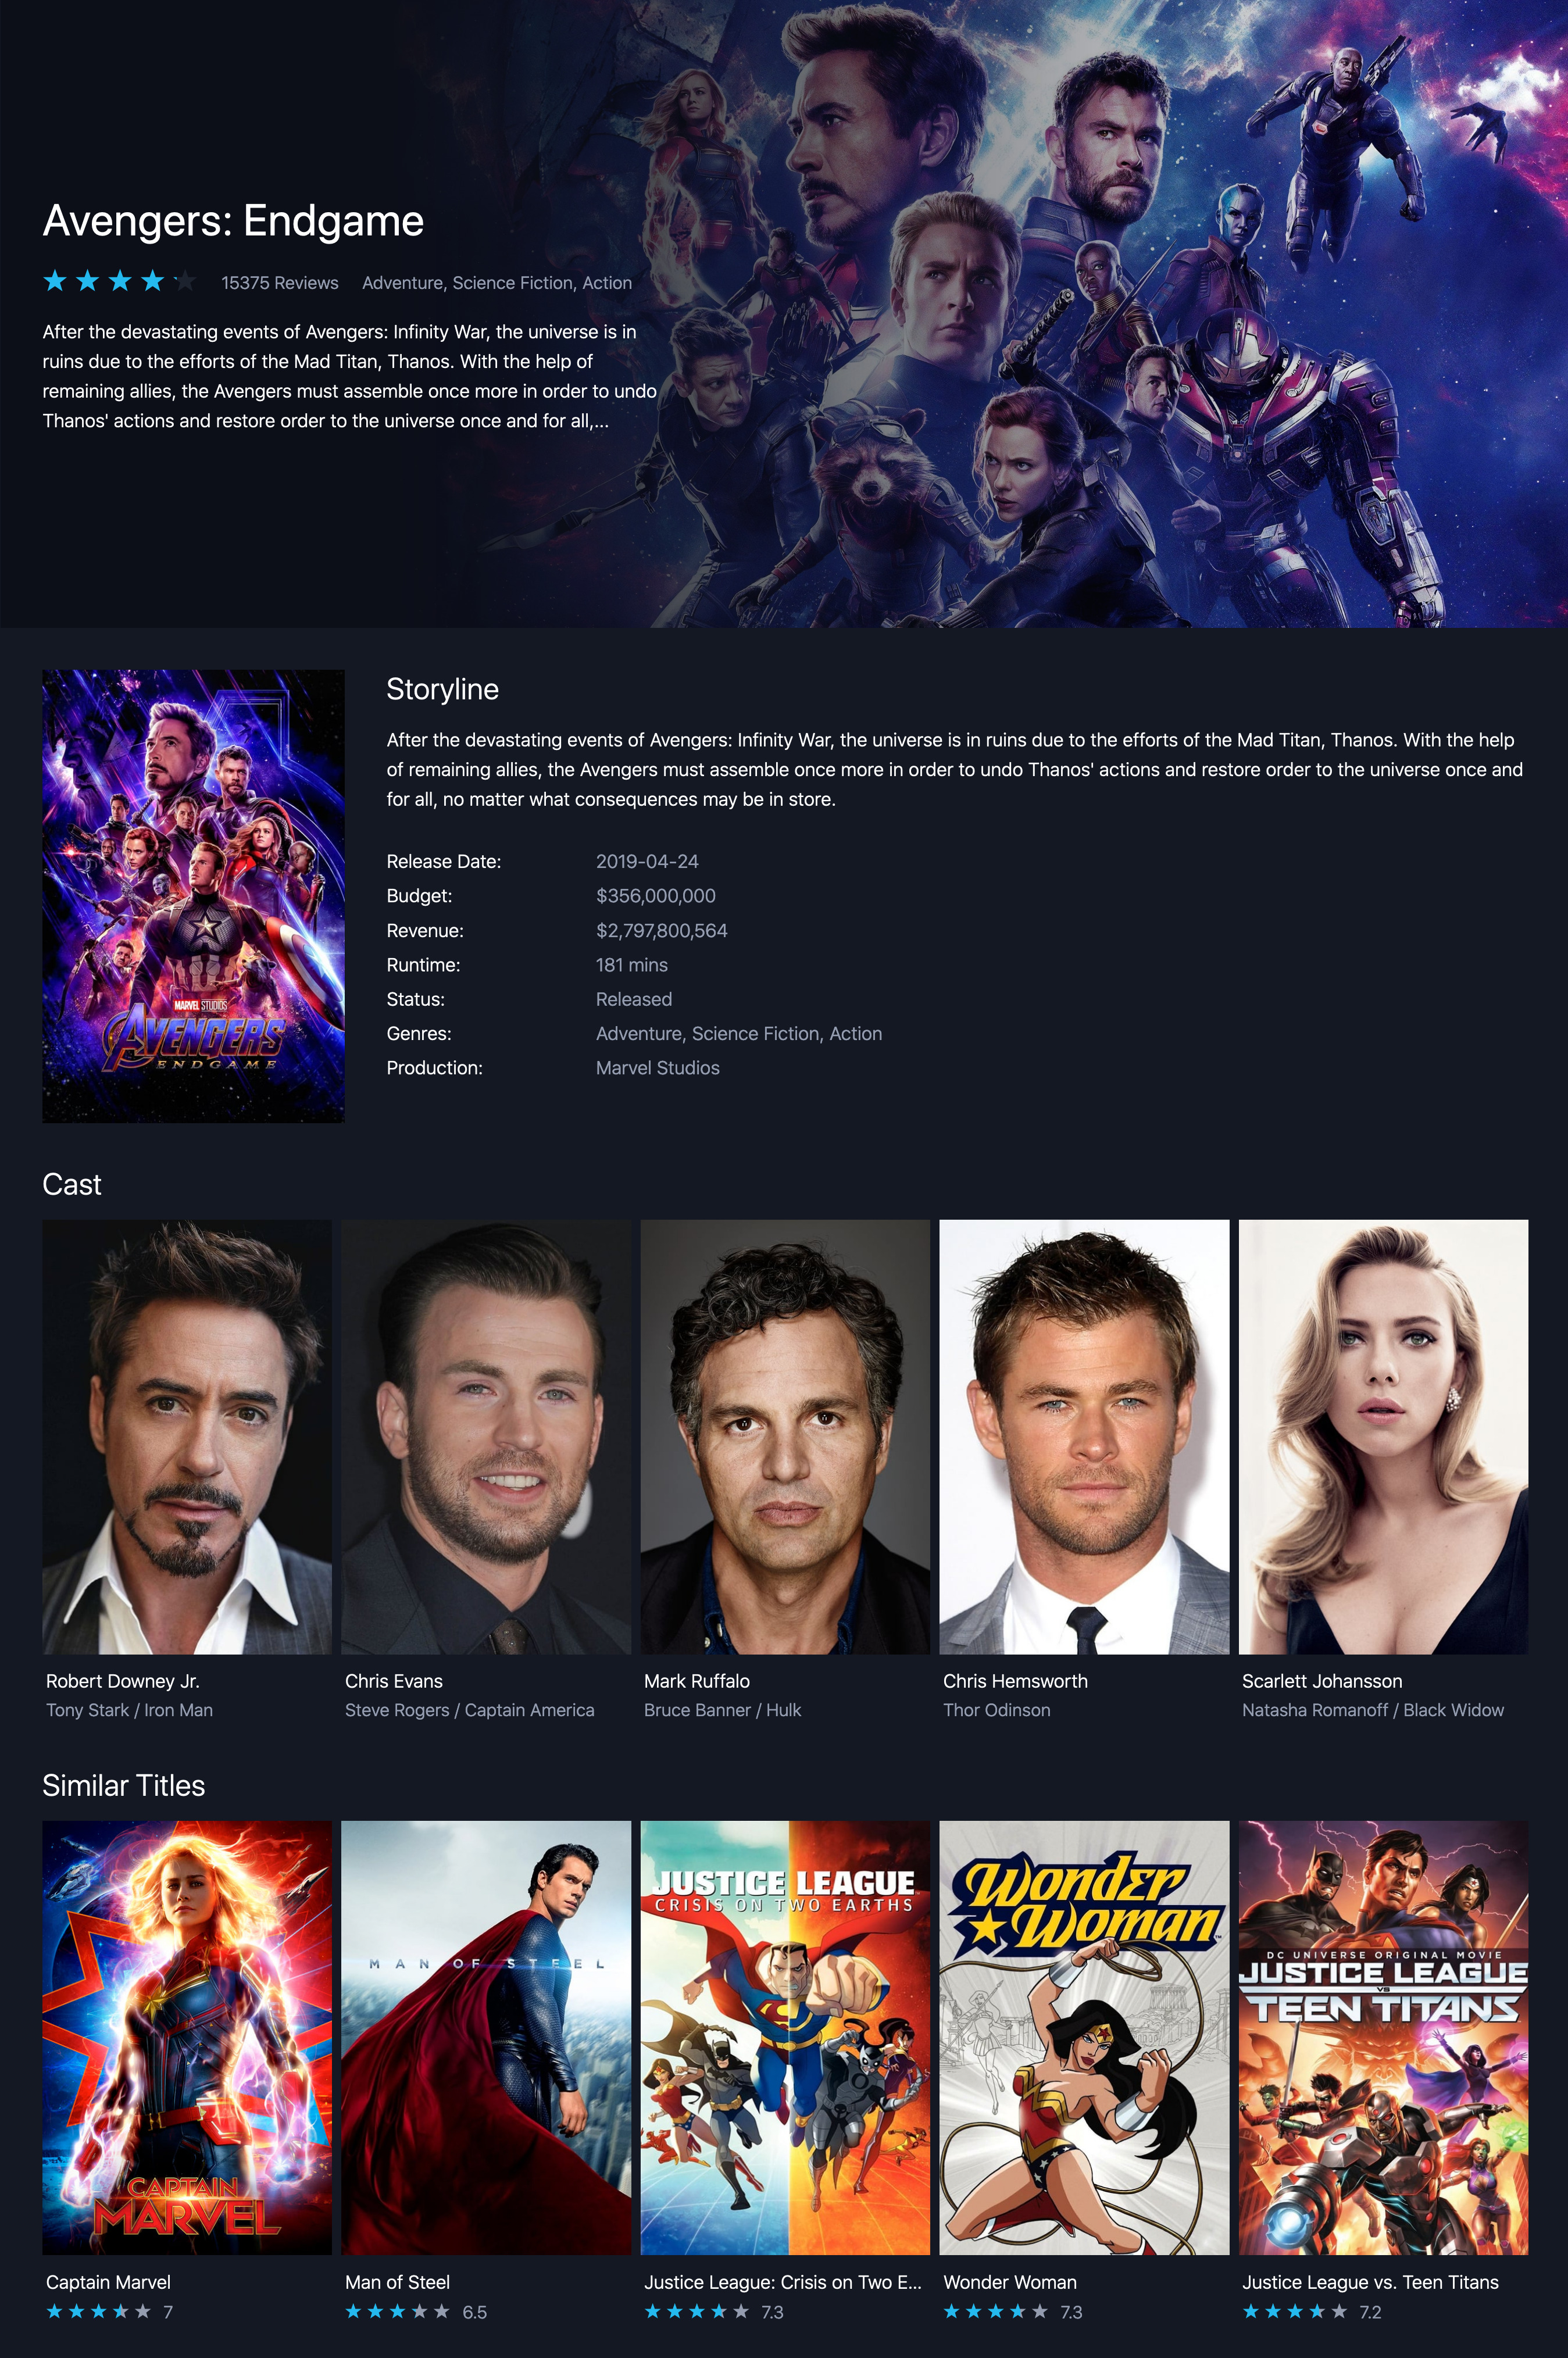 Avengers: Endgame
15375 Reviews Adventure, Science Fiction, Action
After the devastating events of Avengers: Infinity War, the universe is in
ruins due to the efforts of the Mad Titan, Thanos. With the help of
remaining allies, the Avengers must assemble once more in order to undo
Thanos' actions and restore order to the universe once and for all,...
MARVEL STUDIOS
AVENGERS
ENDGAME
Storyline
After the devastating events of Avengers: Infinity War, the universe is in ruins due to the efforts of the Mad Titan, Thanos. With the help
of remaining allies, the Avengers must assemble once more in order to undo Thanos' actions and restore order to the universe once and
for all, no matter what consequences may be in store.
Release Date: 2019-04-24
Budget: $356,000,000
Revenue: $2,797,800,564
Runtime: 181 mins
Status: Released
Genres: Adventure, Science Fiction, Action
Production: Marvel Studios
Cast
Robert Downey Jr.
Tony Stark / Iron Man
Chris Evans
Steve Rogers / Captain America
Mark Ruffalo
Bruce Banner / Hulk
Chris Hemsworth
Thor Odinson
Scarlett Johansson
Natasha Romanoff / Black Widow
Similar Titles
CAPTAIN
MARVEL
Captain Marvel
7
MAN OF STEEL
Man of Steel
6.5
JUSTICE LEAGUE
CRISIS ON TWO EARTHS
Justice League: Crisis on Two E...
7.3
Wonder
Woman
Wonder Woman
7.3
DC UNIVERSE ORIGINAL MOVIE
JUSTICE LEAGUE
VS
TEEN TITANS
Justice League vs. Teen Titans
7.2